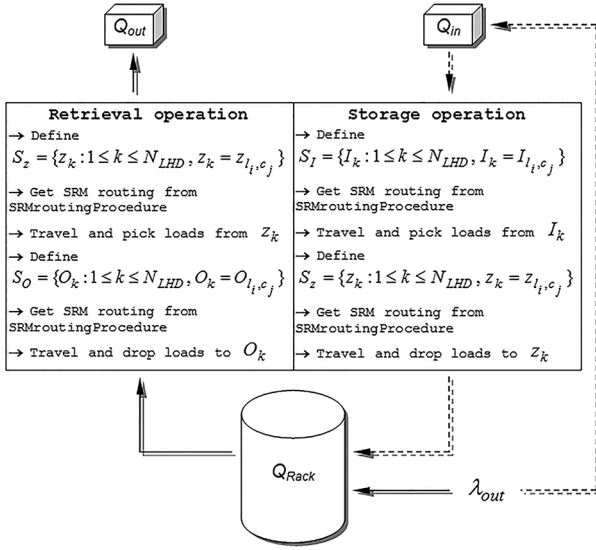 Q_out
Q_in
Retrieval operation
→ Define
S_z = {z_k : 1 ≤ k ≤ N_LHD , z_k = z_{l_i,c_j}}
→ Get SRM routing from
SRMroutingProcedure
→ Travel and pick loads from z_k
→ Define
S_O = {O_k : 1 ≤ k ≤ N_LHD , O_k = O_{l_i,c_j}}
→ Get SRM routing from
SRMroutingProcedure
→ Travel and drop loads to O_k
Storage operation
→ Define
S_I = {I_k : 1 ≤ k ≤ N_LHD , I_k = I_{l_i,c_j}}
→ Get SRM routing from
SRMroutingProcedure
→ Travel and pick loads from I_k
→ Define
S_z = {z_k : 1 ≤ k ≤ N_LHD , z_k = z_{l_i,c_j}}
→ Get SRM routing from
SRMroutingProcedure
→ Travel and drop loads to z_k
Q_Rack
λ_out